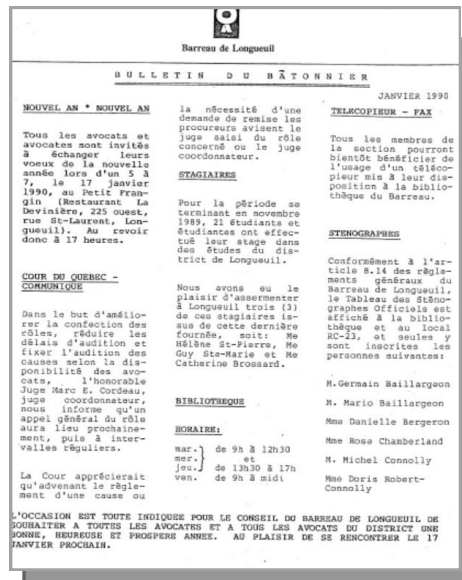 Barreau de Longueuil
BULLETIN DU BÂTONNIER
JANVIER 1990
NOUVEL AN * NOUVEL AN
Tous les avocats et
avocates sont invités
à échanger leurs
voeux de la nouvelle
année lors d'un 5 à
7, le 17 janvier
1990, au Petit Fran-
gin (Restaurant La
Devinière, 225 ouest,
rue St-Laurent, Lon-
gueuil). Au revoir
donc à 17 heures.
COUR DU QUEBEC -
COMMUNIQUE
Dans le but d'amélio-
rer la confection des
rôles, réduire les
délais d'audition et
fixer l'audition des
causes selon la dis-
ponibilité des avo-
cats, l'honorable
Juge Marc E. Cordeau,
juge coordonnateur,
nous informe qu'un
appel général du rôle
aura lieu prochaine-
ment, puis à inter-
valles réguliers.
La Cour apprécierait
qu'advenant le règle-
ment d'une cause ou
la nécessité d'une
demande de remise les
procureurs avisent le
juge saisi du rôle
concerné ou le juge
coordonnateur.
STAGIAIRES
Pour la période se
terminant en novembre
1989, 21 étudiants et
étudiantes ont effec-
tué leur stage dans
des études du dis-
trict de Longueuil.
Nous avons eu le
plaisir d'assermenter
à Longueuil trois (3)
de ces stagiaires is-
sus de cette dernière
fournée, soit: Me
Hélène St-Pierre, Me
Guy Ste-Marie et Me
Catherine Brossard.
BIBLIOTHEQUE
HORAIRE:
mar. de 9h à 12h30
mer. et
jeu. de 13h30 à 17h
ven. de 9h à midi
TELECOPIEUR - FAX
Tous les membres de
la section pourront
bientôt bénéficier de
l'usage d'un téléco-
pieur mis à leur dis-
position à la biblio-
thèque du Barreau.
STENOGRAPHES
Conformément à l'ar-
ticle 8.14 des règle-
ments généraux du
Barreau de Longueuil,
le Tableau des Sténo-
graphes Officiels est
affiché à la biblio-
thèque et au local
RC-23, et seules y
sont inscrites les
personnes suivantes:
M.Germain Baillargeon
M. Mario Baillargeon
Mme Danielle Bergeron
Mme Rose Chamberland
M. Michel Connolly
Mme Doris Robert-
Connolly
L'OCCASION EST TOUTE INDIQUEE POUR LE CONSEIL DU BARREAU DE LONGUEUIL DE
SOUHAITER A TOUTES LES AVOCATES ET A TOUS LES AVOCATS DU DISTRICT UNE
BONNE, HEUREUSE ET PROSPERE ANNEE. AU PLAISIR DE SE RENCONTRER LE 17
JANVIER PROCHAIN.